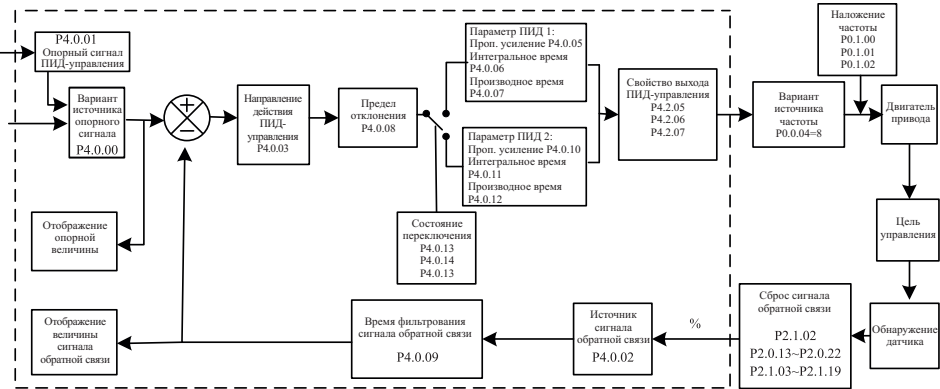 P4.0.01
Опорный сигнал
ПИД-управления
Вариант
источника
опорного
сигнала
P4.0.00
Направление
действия
ПИД-
управления
P4.0.03
Предел
отклонения
P4.0.08
Параметр ПИД 1:
Проп. усиление P4.0.05
Интегральное время
P4.0.06
Производное время
P4.0.07
Параметр ПИД 2:
Проп. усиление P4.0.10
Интегральное время
P4.0.11
Производное время
P4.0.12
Состояние
переключения
P4.0.13
P4.0.14
P4.0.13
Свойство выхода
ПИД-управления
P4.2.05
P4.2.06
P4.2.07
Вариант
источника
частоты
P0.0.04=8
Наложение
частоты
P0.1.00
P0.1.01
P0.1.02
Двигатель
привода
Цель
управления
Обнаружение
датчика
Сброс сигнала
обратной связи
P2.1.02
P2.0.13~P2.0.22
P2.1.03~P2.1.19
%
Источник
сигнала
обратной связи
P4.0.02
Время фильтрования
сигнала обратной связи
P4.0.09
Отображение
опорной
величины
Отображение
величины
сигнала
обратной связи